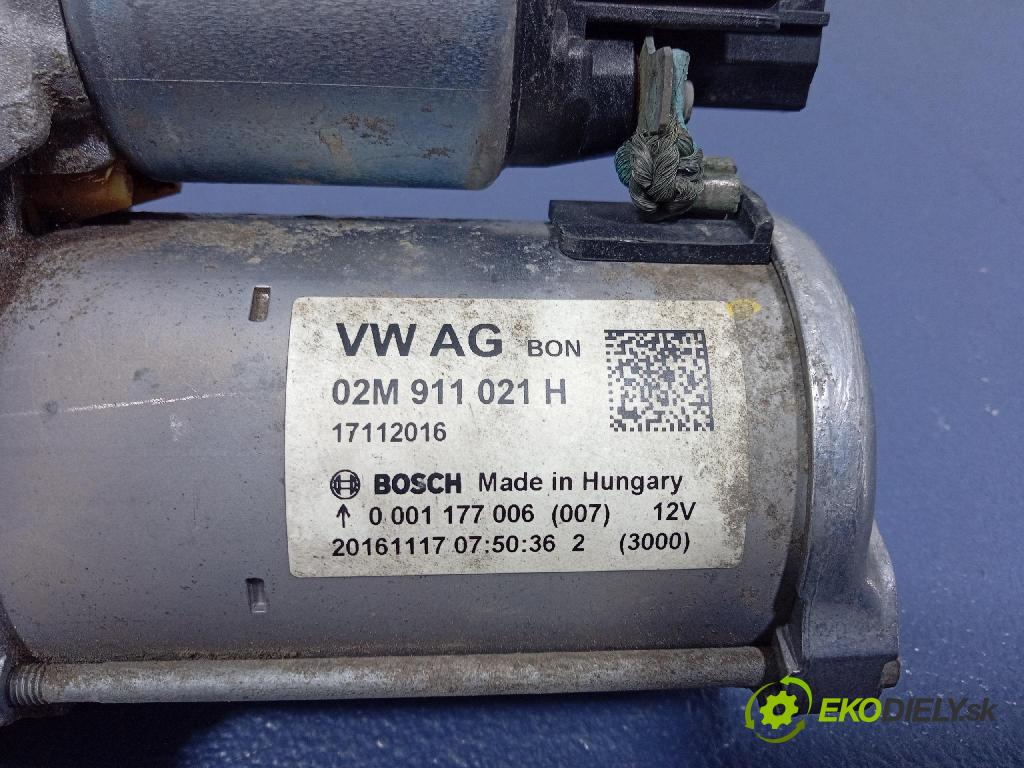 VW AG BON
02M 911 021 H
17112016
BOSCH Made in Hungary
↑ 0 001 177 006 (007) 12V
20161117 07:50:36 2 (3000)
EKODIELY.sk